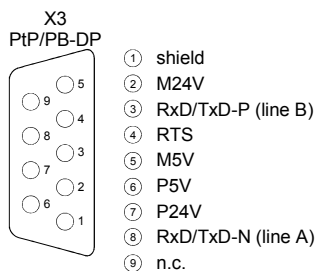 X3
PtP/PB-DP
5
9
4
8
3
7
2
6
1
1 shield
2 M24V
3 RxD/TxD-P (line B)
4 RTS
5 M5V
6 P5V
7 P24V
8 RxD/TxD-N (line A)
9 n.c.